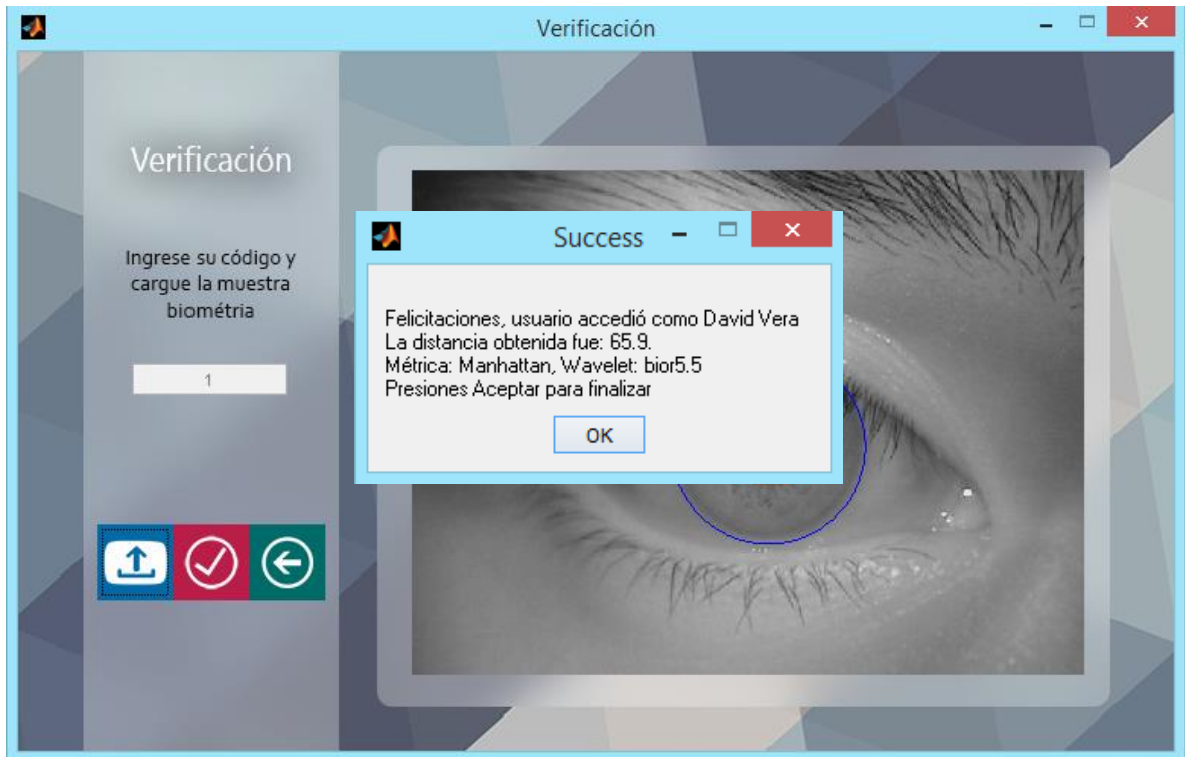 Verificación
Verificación
Ingrese su código y
cargue la muestra
biométria
1
Success
Felicitaciones, usuario accedió como David Vera
La distancia obtenida fue: 65.9.
Métrica: Manhattan, Wavelet: bior5.5
Presiones Aceptar para finalizar
OK